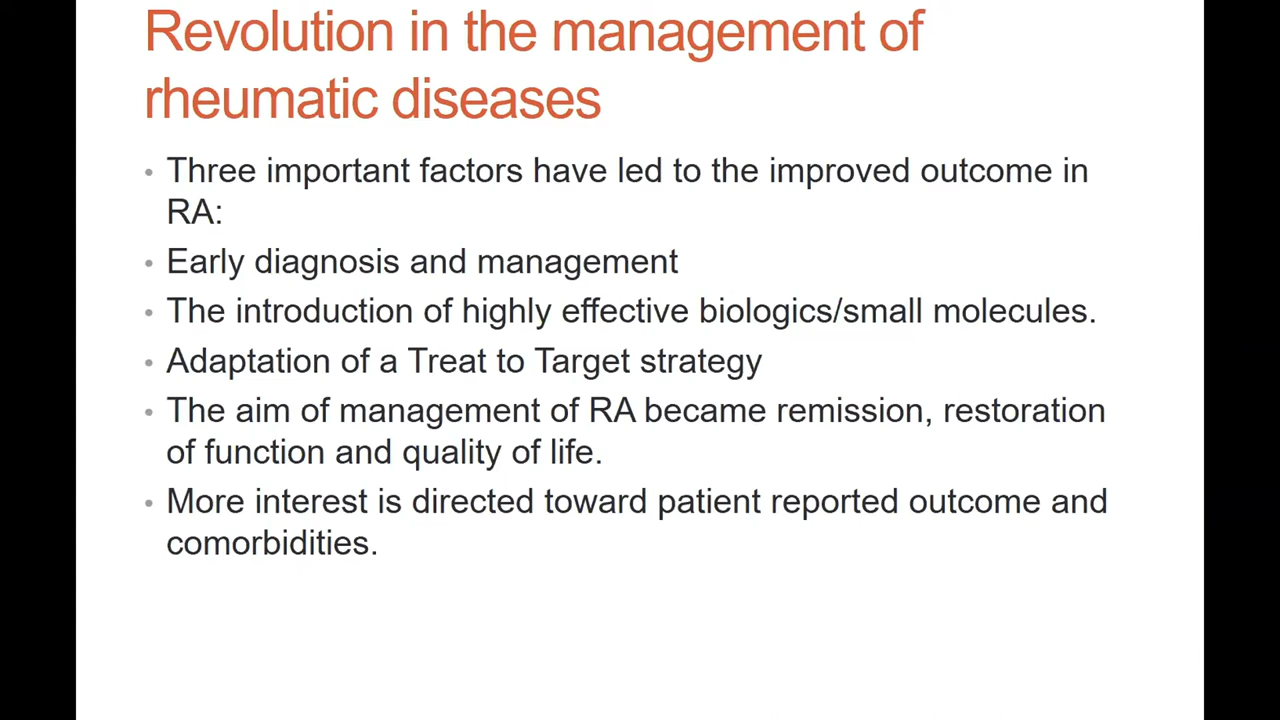 Revolution in the management of
rheumatic diseases
• Three important factors have led to the improved outcome in
RA:
• Early diagnosis and management
• The introduction of highly effective biologics/small molecules.
• Adaptation of a Treat to Target strategy
• The aim of management of RA became remission, restoration
of function and quality of life.
• More interest is directed toward patient reported outcome and
comorbidities.